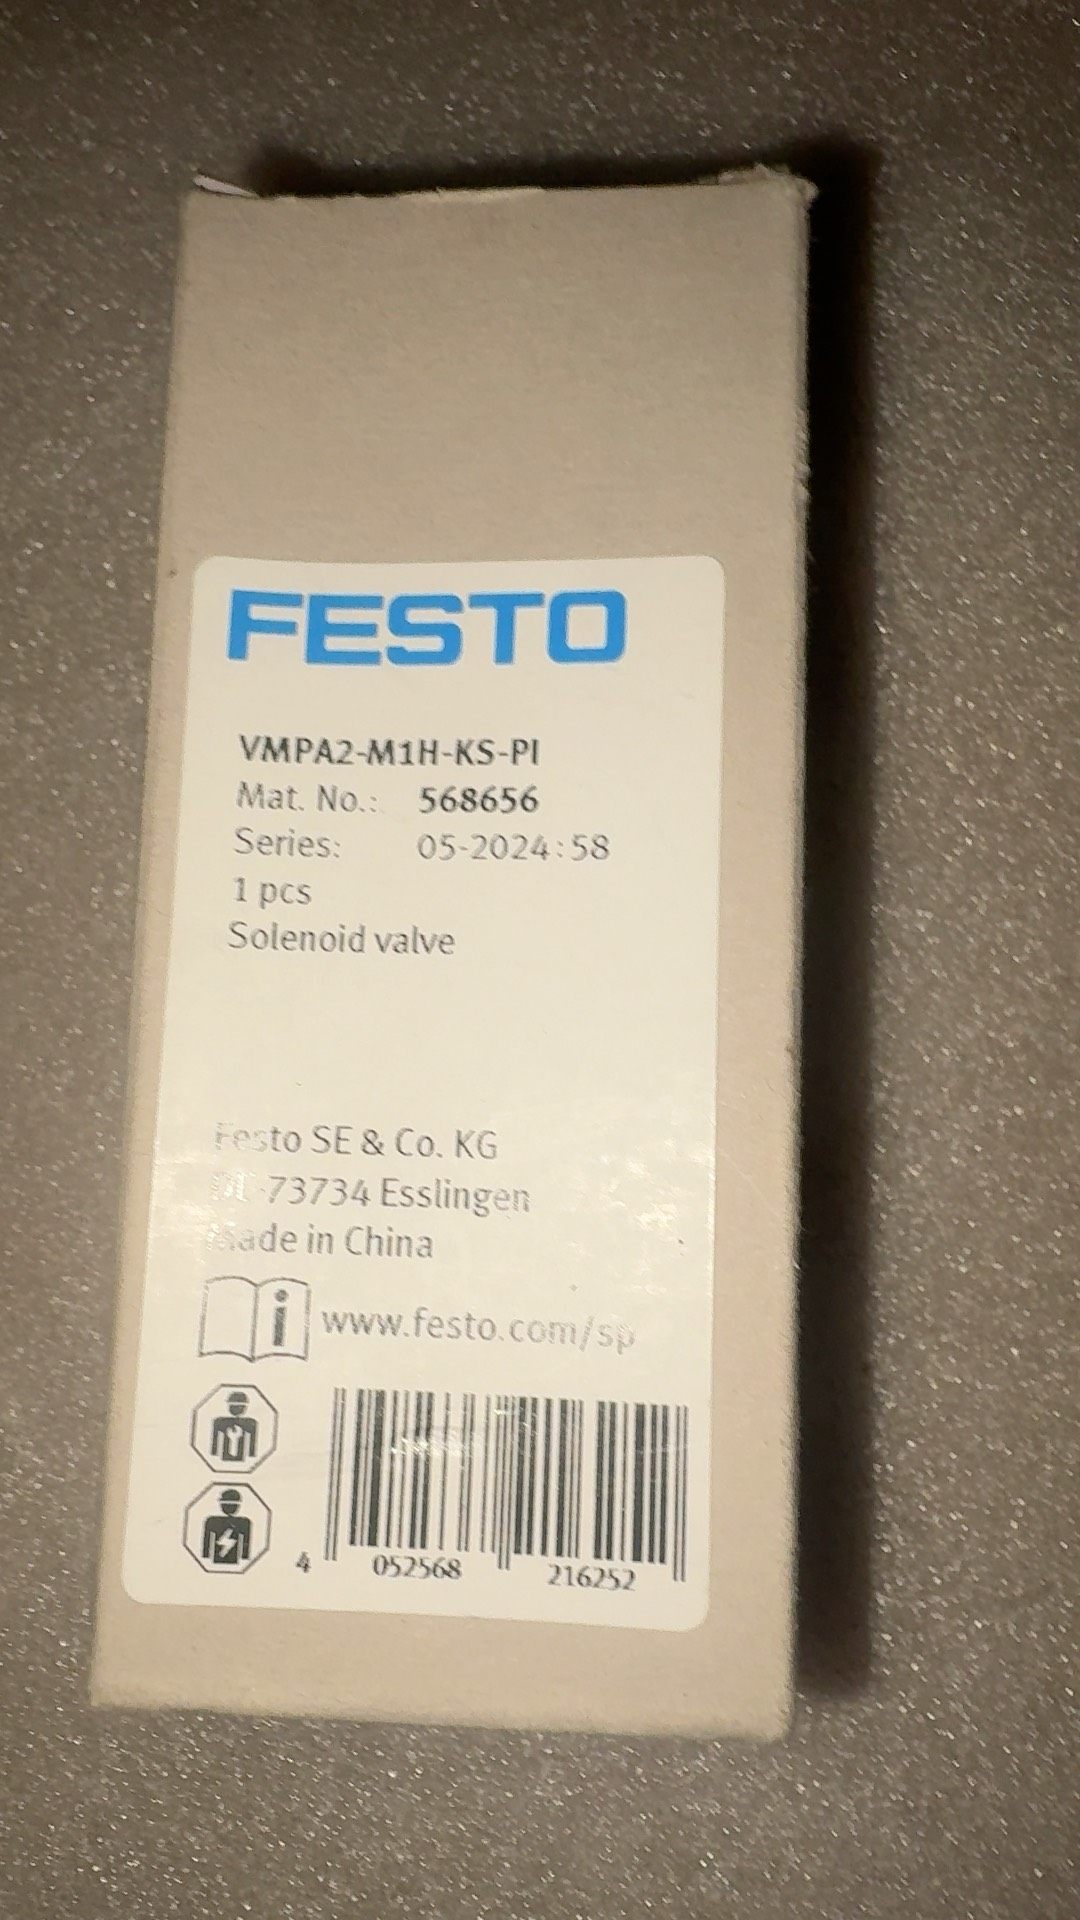 FESTO
VMPA2-M1H-KS-PI
Mat. No.: 568656
Series: 05-2024:58
1 pcs
Solenoid valve
Festo SE & Co. KG
DE-73734 Esslingen
Made in China
www.festo.com/sp
4 052568 216252